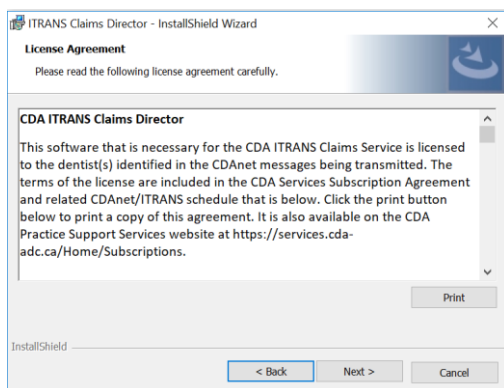 ITRANS Claims Director - InstallShield Wizard
License Agreement
Please read the following license agreement carefully.
CDA ITRANS Claims Director
This software that is necessary for the CDA ITRANS Claims Service is licensed
to the dentist(s) identified in the CDAnet messages being transmitted. The
terms of the license are included in the CDA Services Subscription Agreement
and related CDAnet/ITRANS schedule that is below. Click the print button
below to print a copy of this agreement. It is also available on the CDA
Practice Support Services website at https://services.cda-
adc.ca/Home/Subscriptions.
Print
InstallShield
< Back Next > Cancel